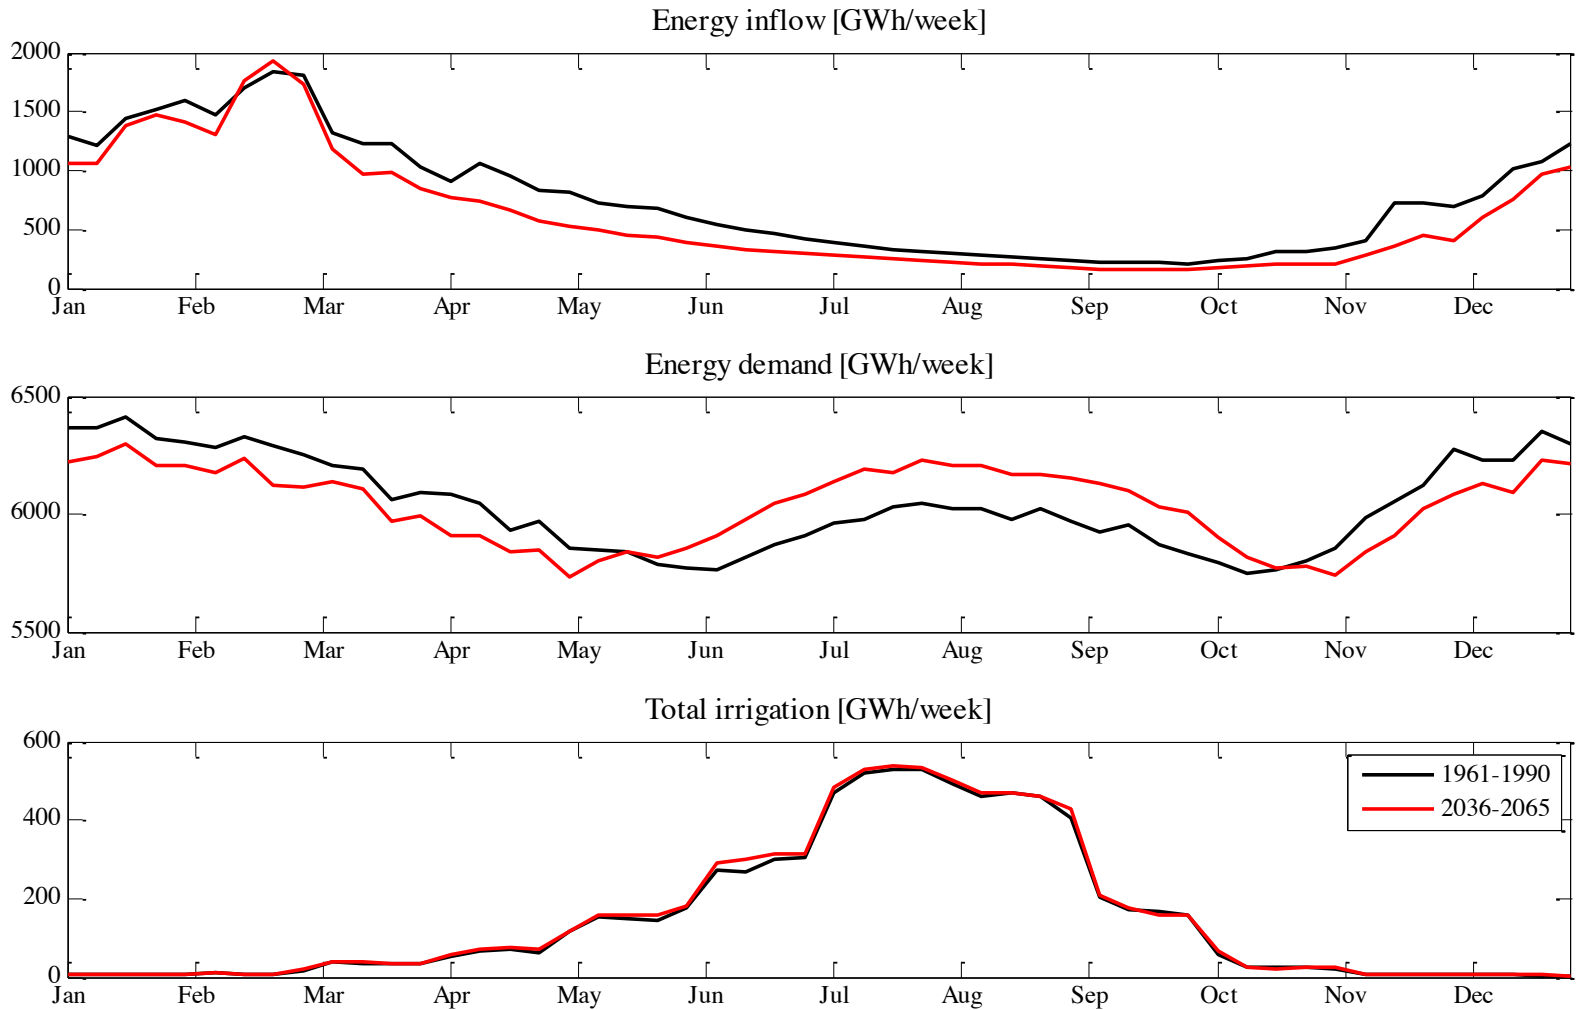 Energy inflow [GWh/week]
2000
1500
1000
500
0
Jan Feb Mar Apr May Jun Jul Aug Sep Oct Nov Dec
Energy demand [GWh/week]
6500
6000
5500
Jan Feb Mar Apr May Jun Jul Aug Sep Oct Nov Dec
Total irrigation [GWh/week]
600
400
200
0
1961-1990
2036-2065
Jan Feb Mar Apr May Jun Jul Aug Sep Oct Nov Dec